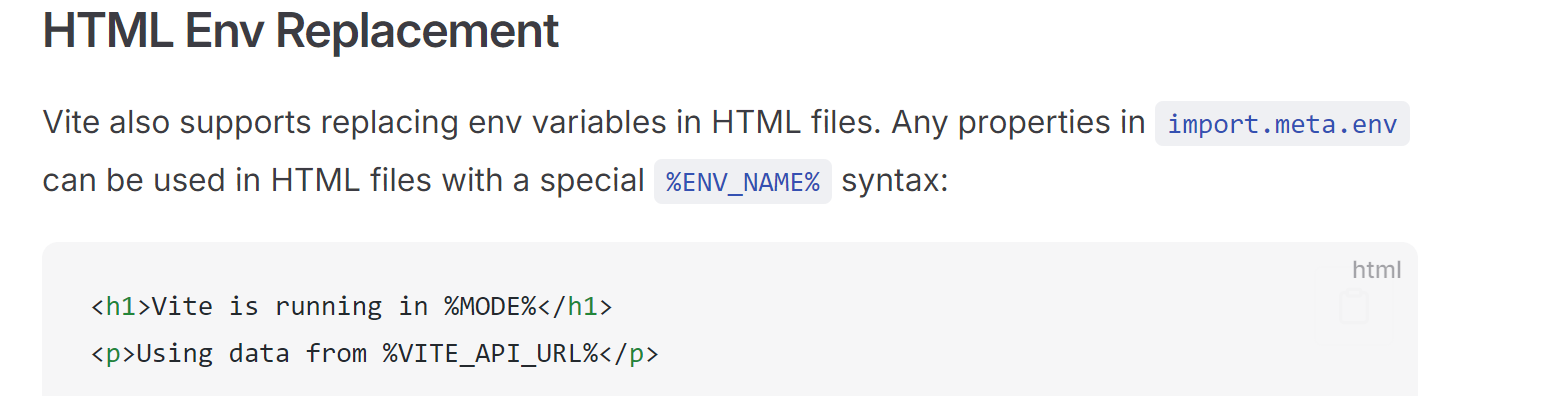 HTML Env Replacement
Vite also supports replacing env variables in HTML files. Any properties in import.meta.env
can be used in HTML files with a special %ENV_NAME% syntax:
html
<h1>Vite is running in %MODE%</h1>
<p>Using data from %VITE_API_URL%</p>